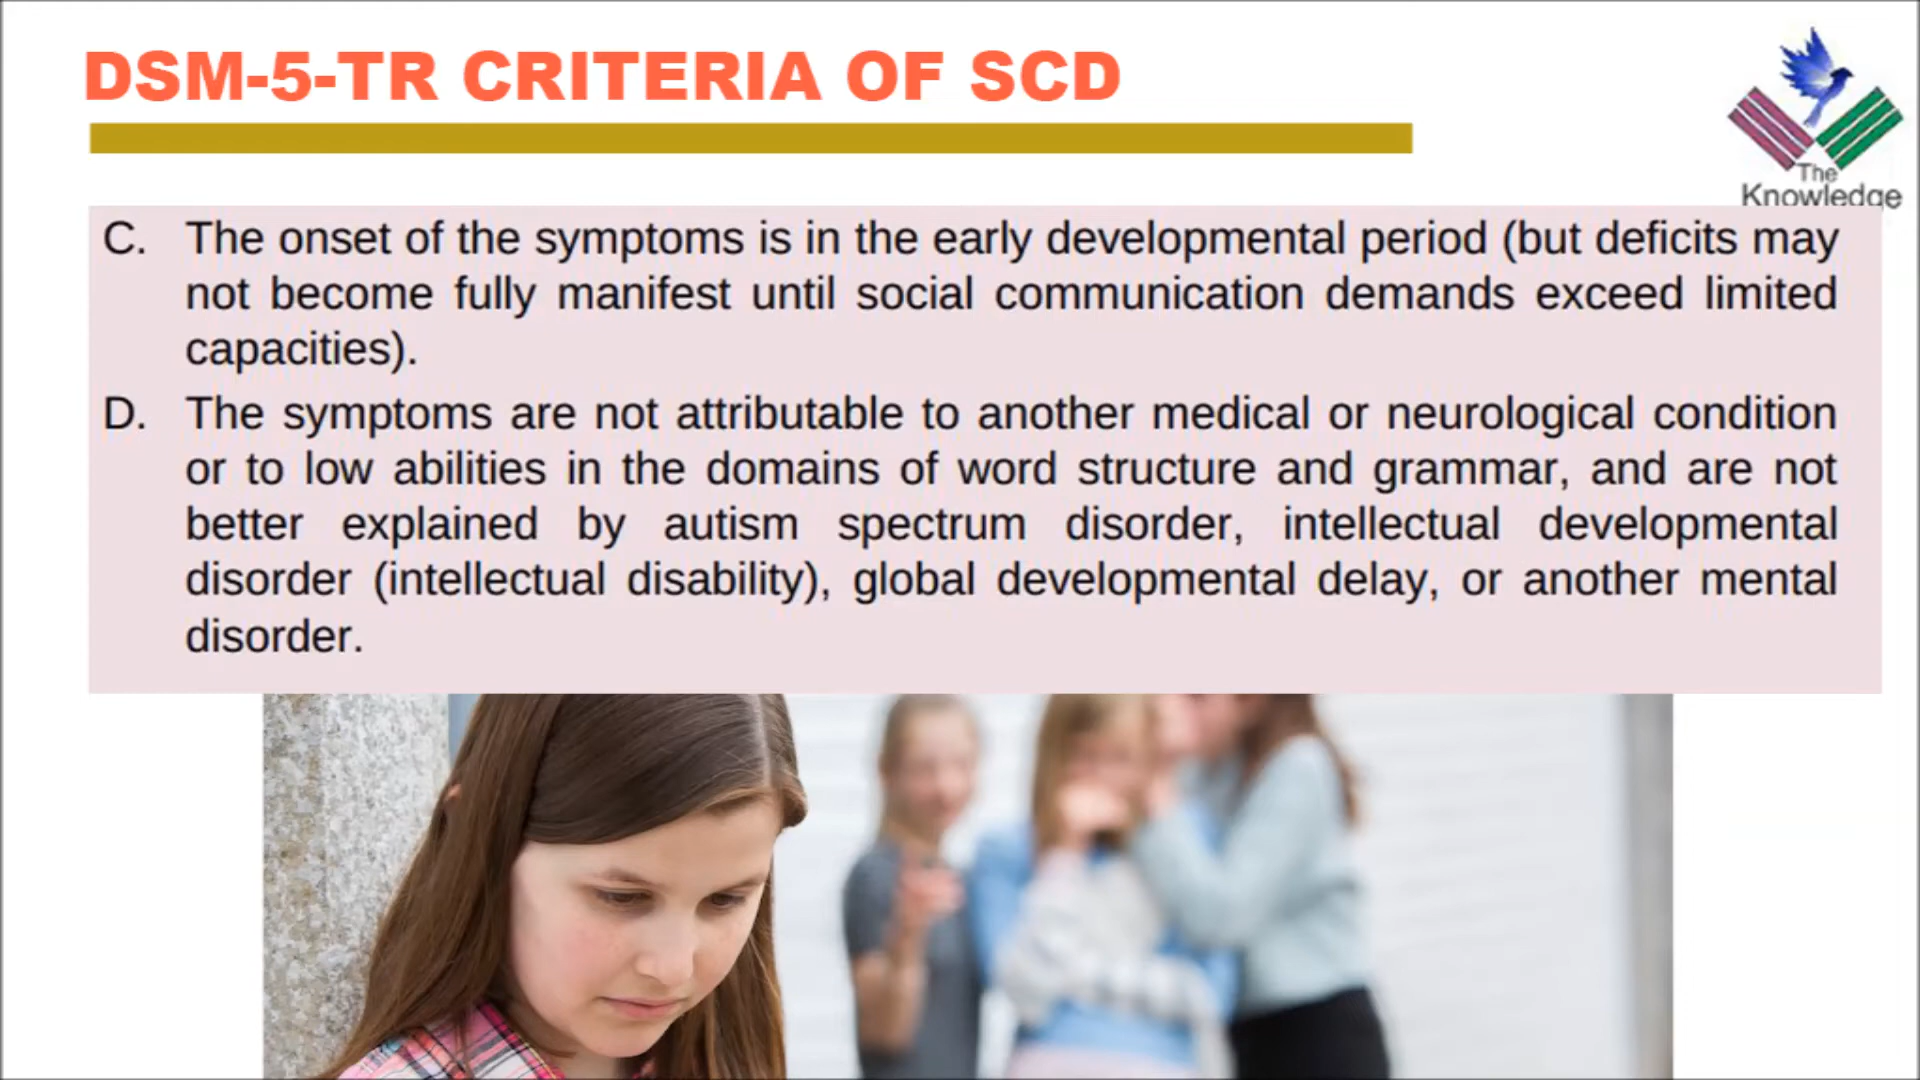 DSM-5-TR CRITERIA OF SCD
The
Knowledge
C. The onset of the symptoms is in the early developmental period (but deficits may
not become fully manifest until social communication demands exceed limited
capacities).
D. The symptoms are not attributable to another medical or neurological condition
or to low abilities in the domains of word structure and grammar, and are not
better explained by autism spectrum disorder, intellectual developmental
disorder (intellectual disability), global developmental delay, or another mental
disorder.